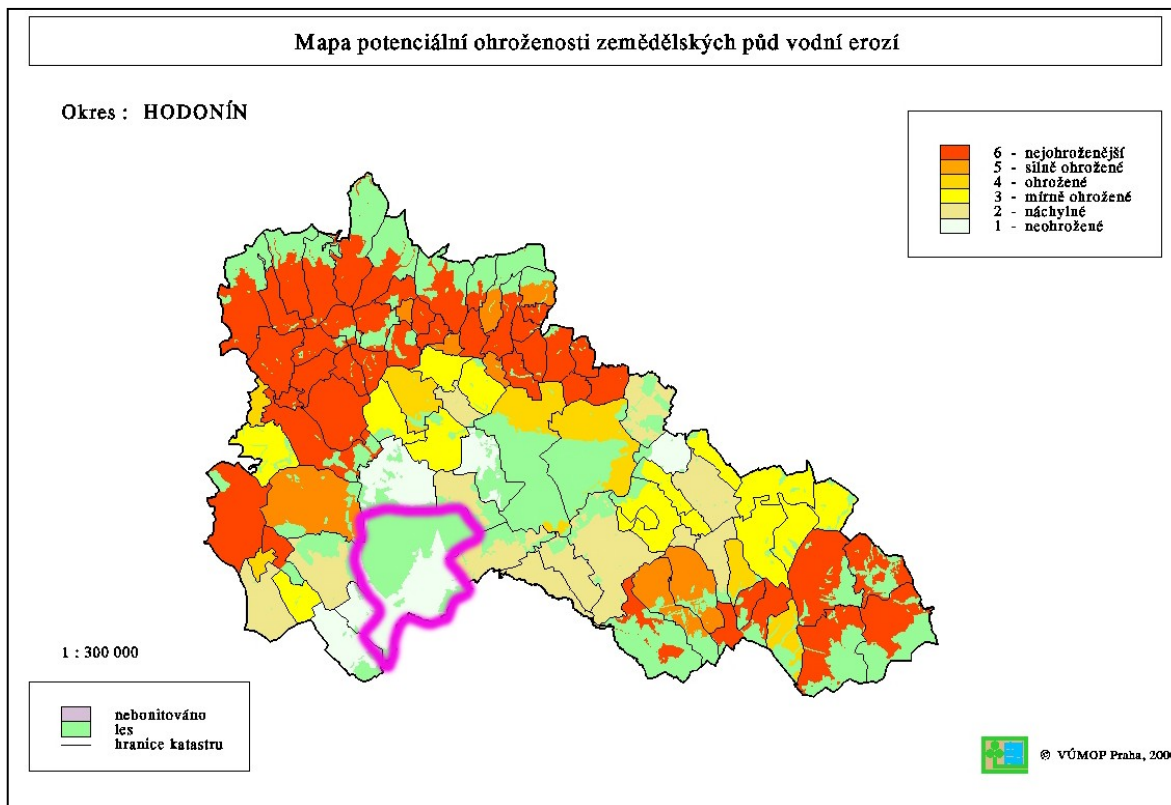 Mapa potenciální ohroženosti zemědělských půd vodní erozí
Okres : HODONÍN
6 - nejohroženější
5 - silně ohrožené
4 - ohrožené
3 - mírně ohrožené
2 - náchylné
1 - neohrožené
1 : 300 000
nebonitováno
les
hranice katastru
© VÚMOP Praha,